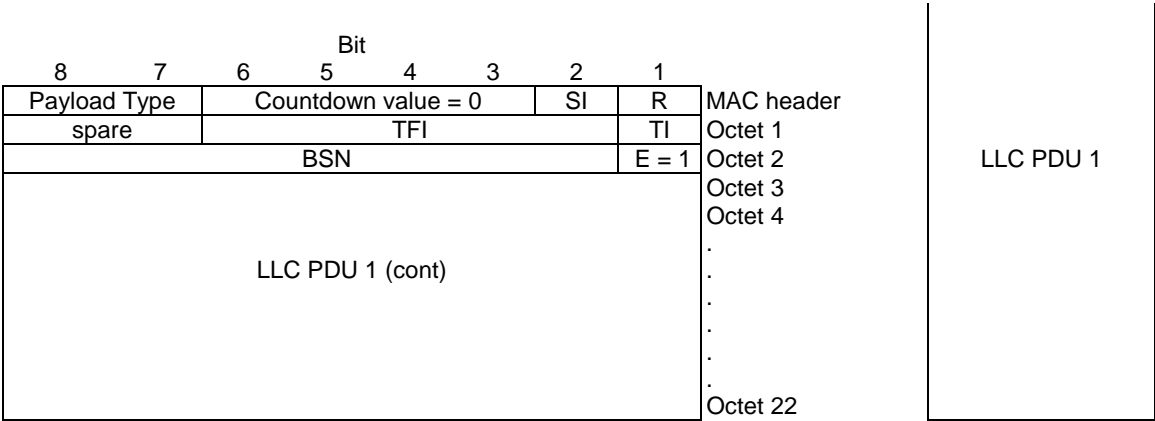 Bit
8 7 6 5 4 3 2 1
Payload Type Countdown value = 0 SI R MAC header
spare TFI TI Octet 1
BSN E = 1 Octet 2 LLC PDU 1
Octet 3
Octet 4
.
LLC PDU 1 (cont) .
.
.
.
.
Octet 22